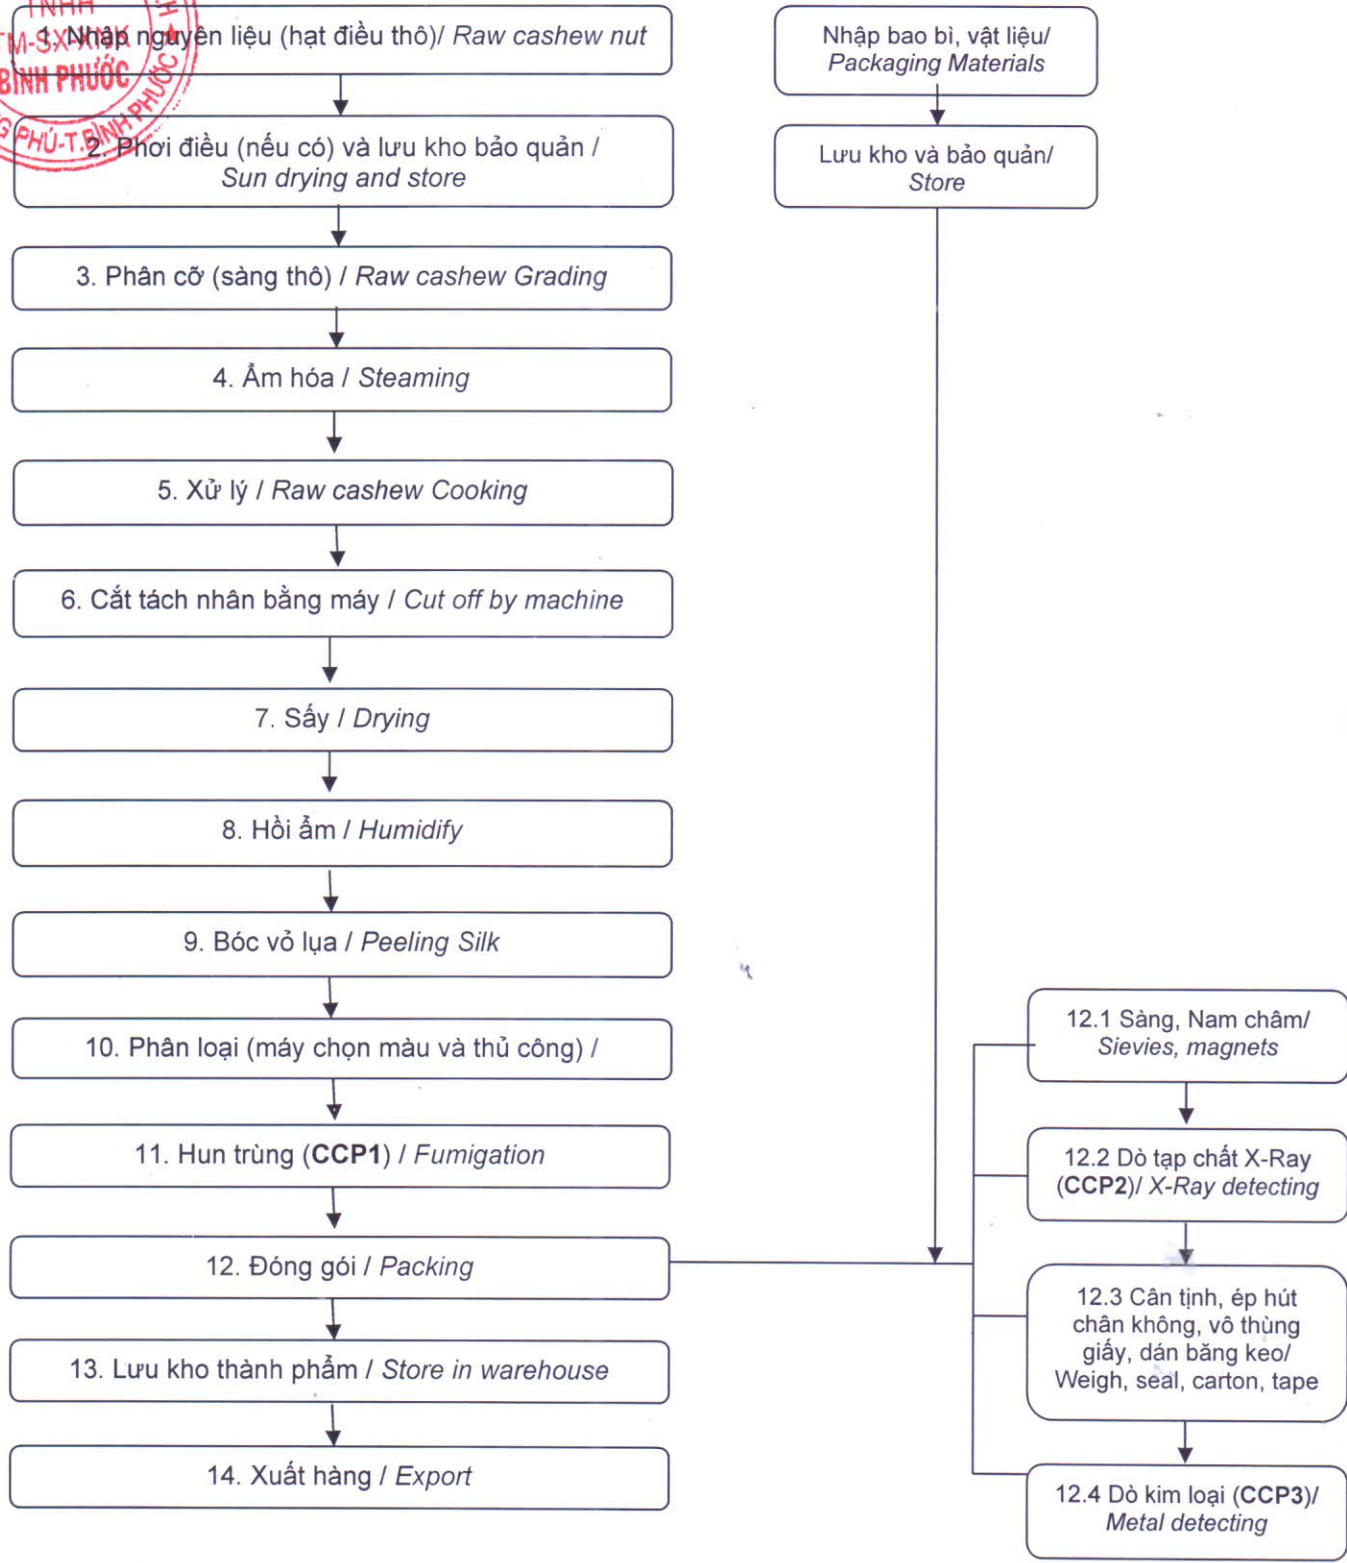 TNHH
TM-SX-XNK
BÌNH PHƯỚC
G PHÚ-T.BÌNH PHƯỚC
1. Nhập nguyên liệu (hạt điều thô)/ Raw cashew nut
2. Phơi điều (nếu có) và lưu kho bảo quản /
Sun drying and store
3. Phân cỡ (sàng thô) / Raw cashew Grading
4. Ẩm hóa / Steaming
5. Xử lý / Raw cashew Cooking
6. Cắt tách nhân bằng máy / Cut off by machine
7. Sấy / Drying
8. Hồi ẩm / Humidify
9. Bóc vỏ lụa / Peeling Silk
10. Phân loại (máy chọn màu và thủ công) /
11. Hun trùng (CCP1) / Fumigation
12. Đóng gói / Packing
13. Lưu kho thành phẩm / Store in warehouse
14. Xuất hàng / Export
Nhập bao bì, vật liệu/
Packaging Materials
Lưu kho và bảo quản/
Store
12.1 Sàng, Nam châm/
Sievies, magnets
12.2 Dò tạp chất X-Ray
(CCP2)/ X-Ray detecting
12.3 Cân tịnh, ép hút
chân không, vô thùng
giấy, dán băng keo/
Weigh, seal, carton, tape
12.4 Dò kim loại (CCP3)/
Metal detecting